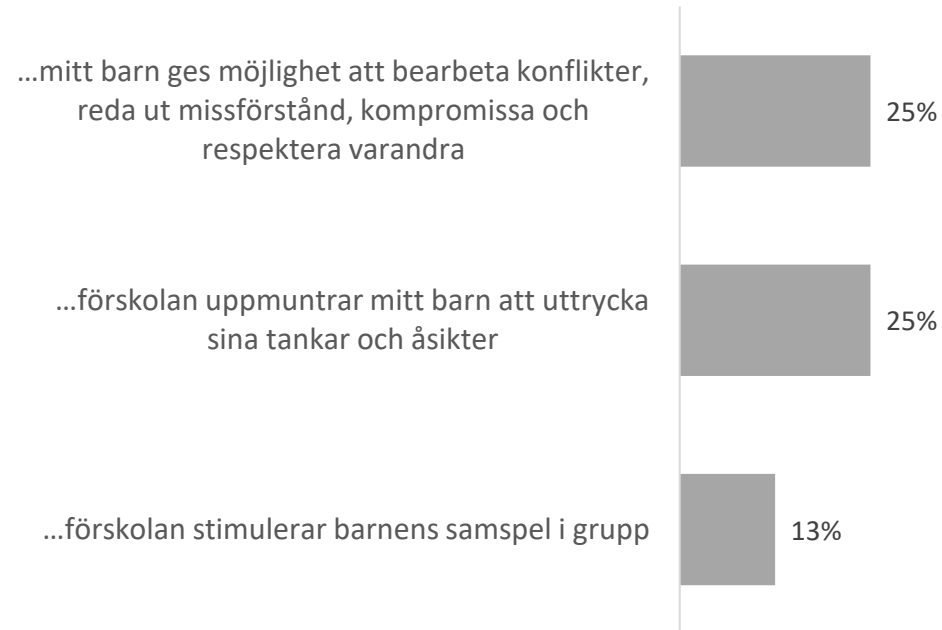 …mitt barn ges möjlighet att bearbeta konflikter,
reda ut missförstånd, kompromissa och
respektera varandra
25%
…förskolan uppmuntrar mitt barn att uttrycka
sina tankar och åsikter
25%
…förskolan stimulerar barnens samspel i grupp
13%